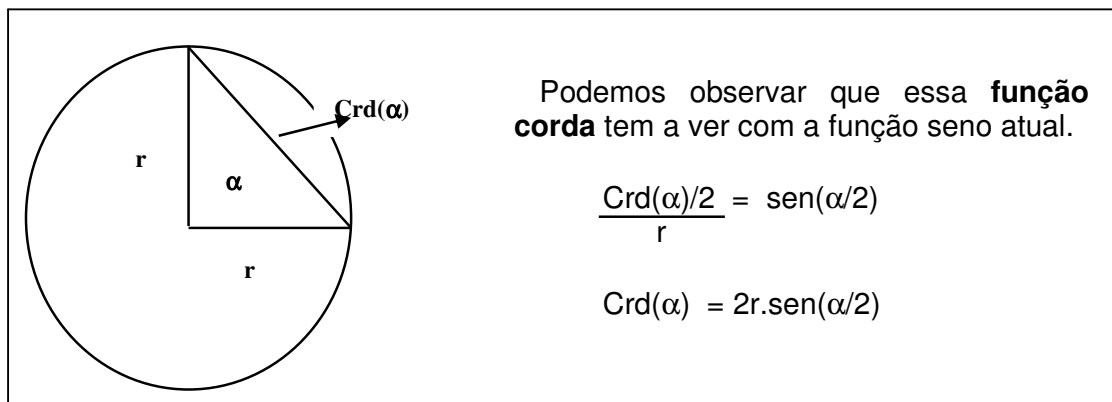 Crd(α)
r
α
r
Podemos observar que essa função
corda tem a ver com a função seno atual.
Crd(α)/2 = sen(α/2)
r
Crd(α) = 2r.sen(α/2)